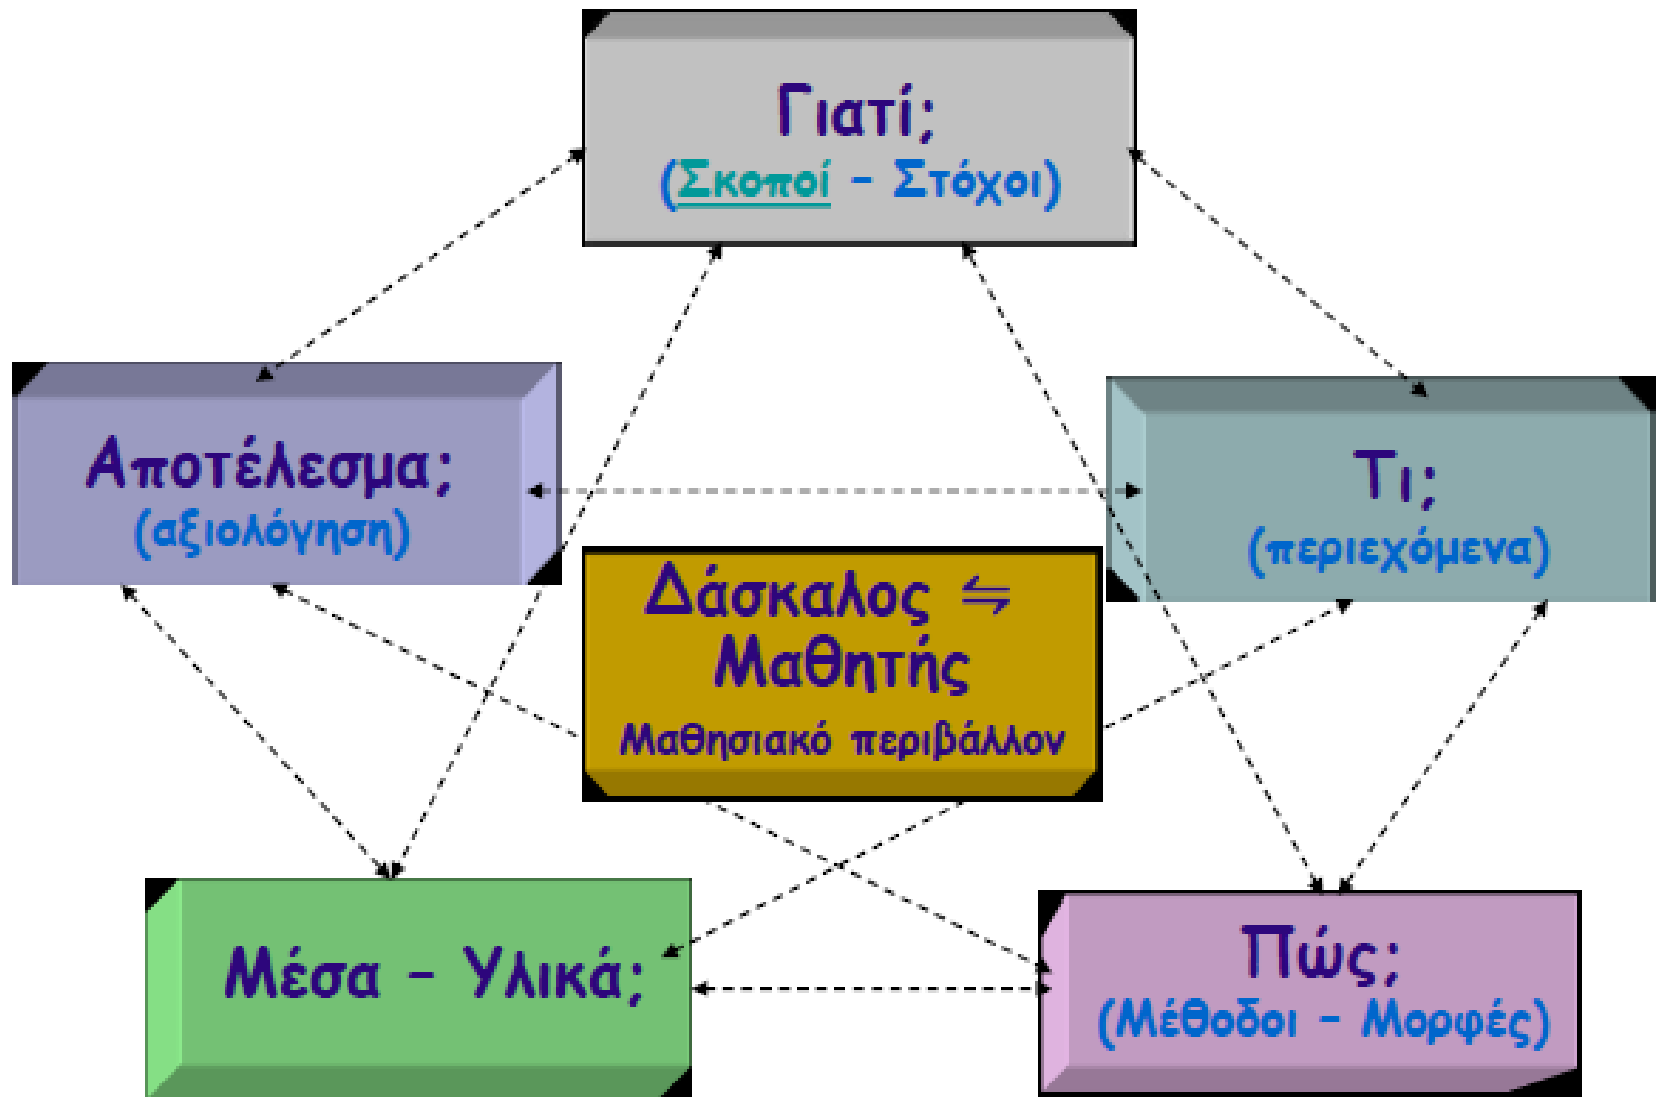 Γιατί;
(Σκοποί - Στόχοι)
Αποτέλεσμα;
(αξιολόγηση)
Τι;
(περιεχόμενα)
Δάσκαλος ⇋
Μαθητής
Μαθησιακό περιβάλλον
Μέσα - Υλικά;
Πώς;
(Μέθοδοι - Μορφές)